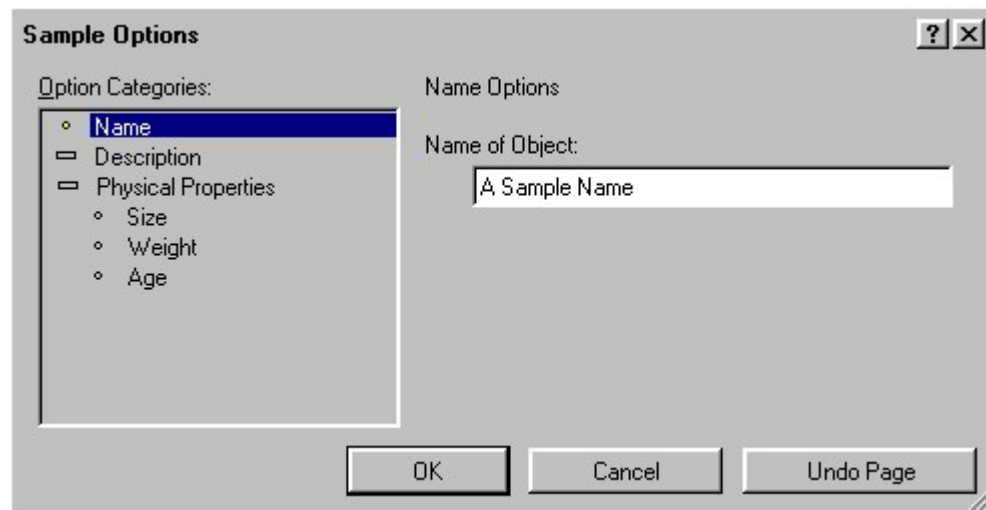 Sample Options
? ×
Option Categories:
Name
Description
Physical Properties
Size
Weight
Age
Name Options
Name of Object:
A Sample Name
OK Cancel Undo Page